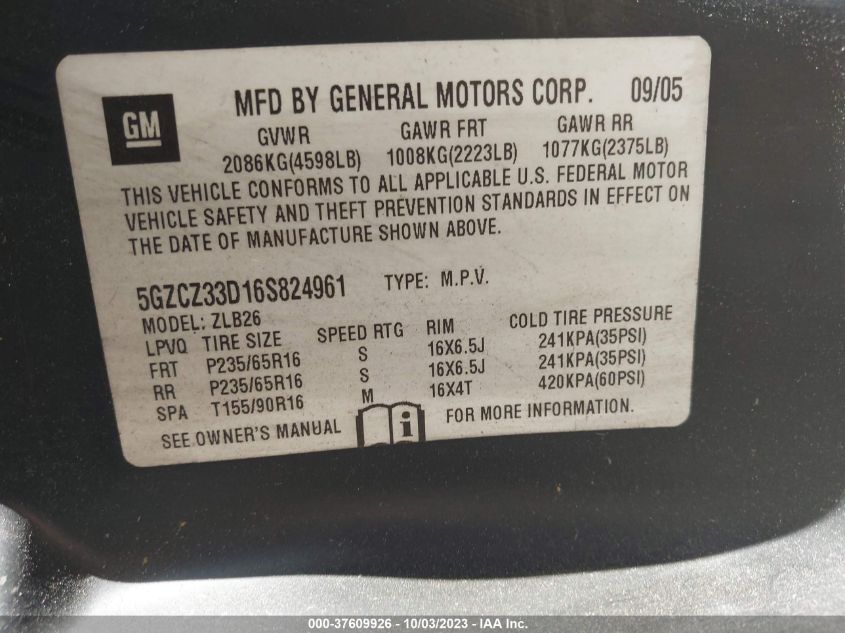 GM
MFD BY GENERAL MOTORS CORP. 09/05
GVWR GAWR FRT GAWR RR
2086KG(4598LB) 1008KG(2223LB) 1077KG(2375LB)
THIS VEHICLE CONFORMS TO ALL APPLICABLE U.S. FEDERAL MOTOR
VEHICLE SAFETY AND THEFT PREVENTION STANDARDS IN EFFECT ON
THE DATE OF MANUFACTURE SHOWN ABOVE.
5GZCZ33D16S824961 TYPE: M.P.V.
MODEL: ZLB26
LPVQ TIRE SIZE SPEED RTG RIM COLD TIRE PRESSURE
FRT P235/65R16 S 16X6.5J 241KPA(35PSI)
RR P235/65R16 S 16X6.5J 241KPA(35PSI)
SPA T155/90R16 M 16X4T 420KPA(60PSI)
SEE OWNER'S MANUAL i FOR MORE INFORMATION.
000-37609926 - 10/03/2023 - IAA Inc.